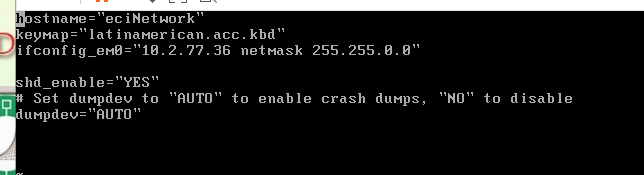 hostname="eciNetwork"
keymap="latinamerican.acc.kbd"
ifconfig_em0="10.2.77.36 netmask 255.255.0.0"
shd_enable="YES"
# Set dumpdev to "AUTO" to enable crash dumps, "NO" to disable
dumpdev="AUTO"